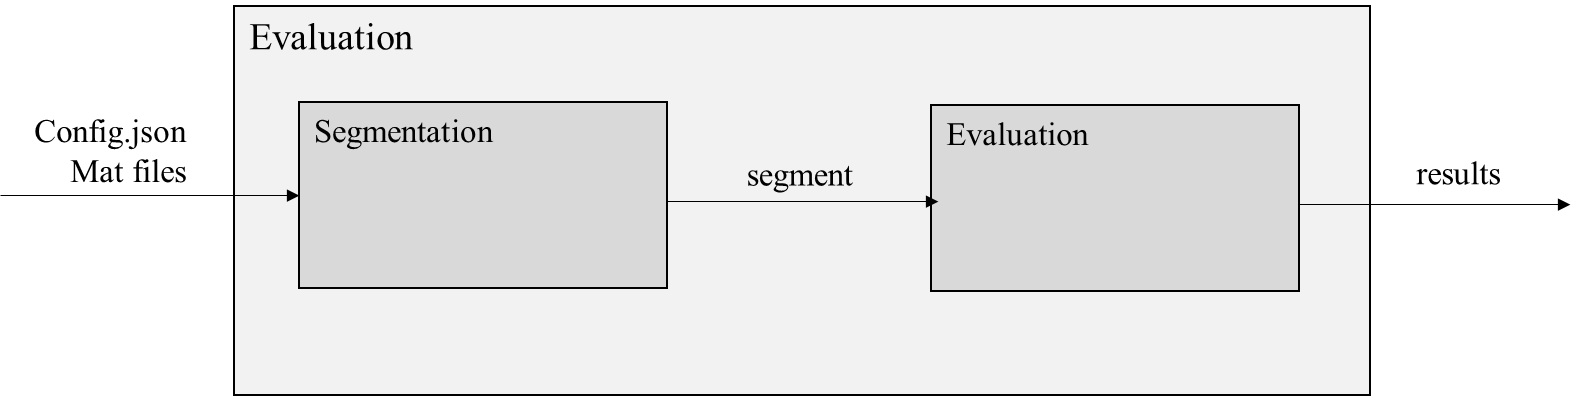 Evaluation
Config.json
Mat files
Segmentation
segment
Evaluation
results